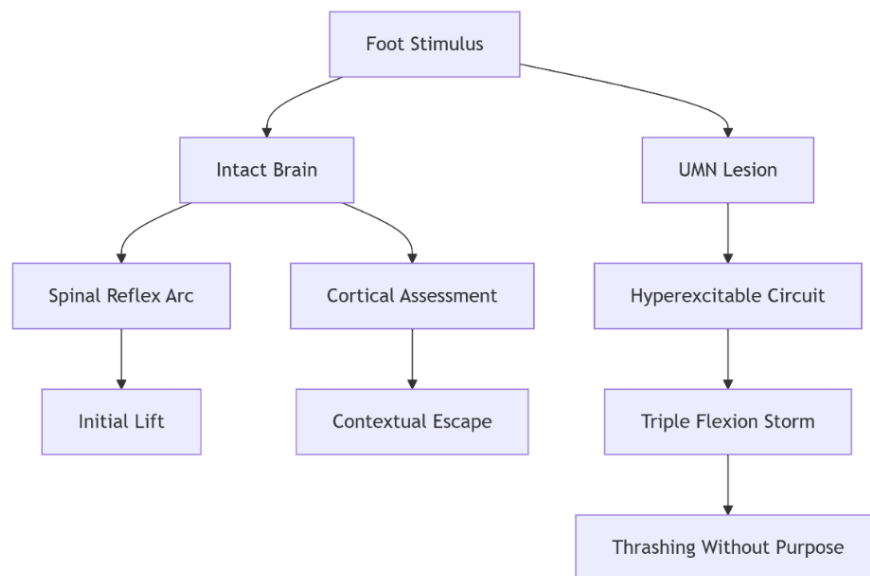 Foot Stimulus
Intact Brain
UMN Lesion
Spinal Reflex Arc
Cortical Assessment
Hyperexcitable Circuit
Initial Lift
Contextual Escape
Triple Flexion Storm
Thrashing Without Purpose